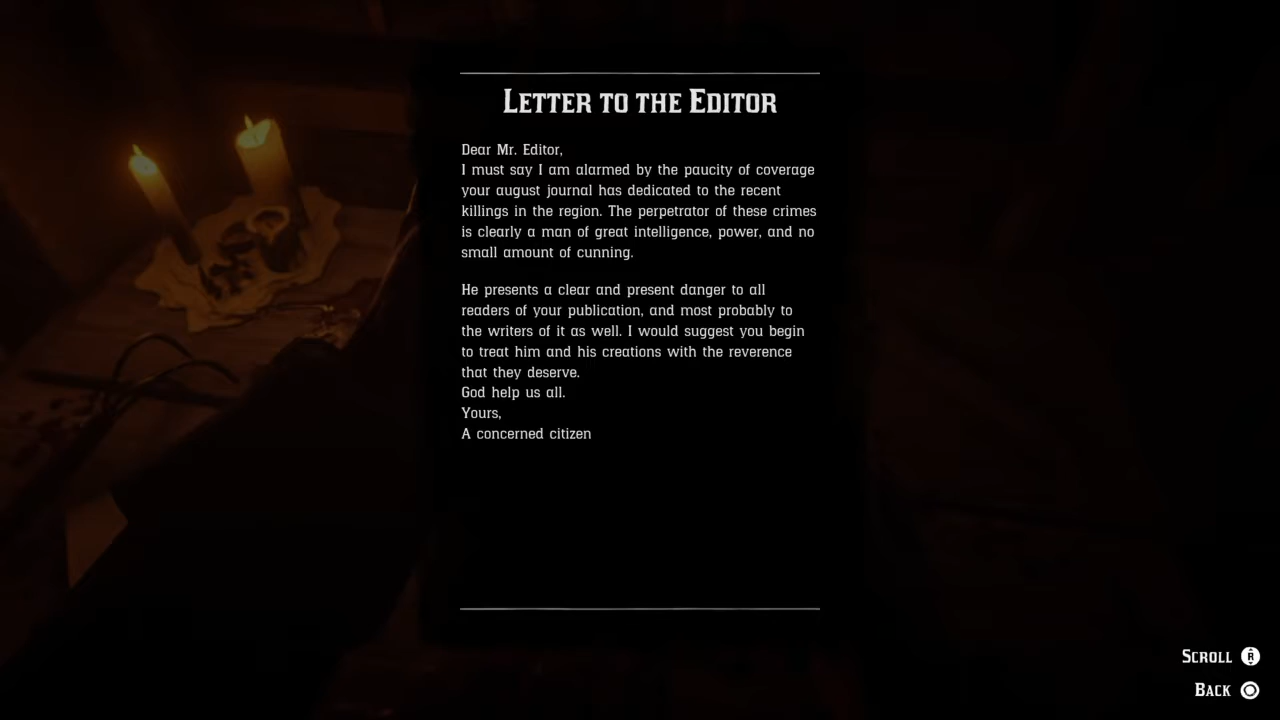 Letter to the Editor
Dear Mr. Editor,
I must say I am alarmed by the paucity of coverage
your august journal has dedicated to the recent
killings in the region. The perpetrator of these crimes
is clearly a man of great intelligence, power, and no
small amount of cunning.
He presents a clear and present danger to all
readers of your publication, and most probably to
the writers of it as well. I would suggest you begin
to treat him and his creations with the reverence
that they deserve.
God help us all.
Yours,
A concerned citizen
Scroll R
Back